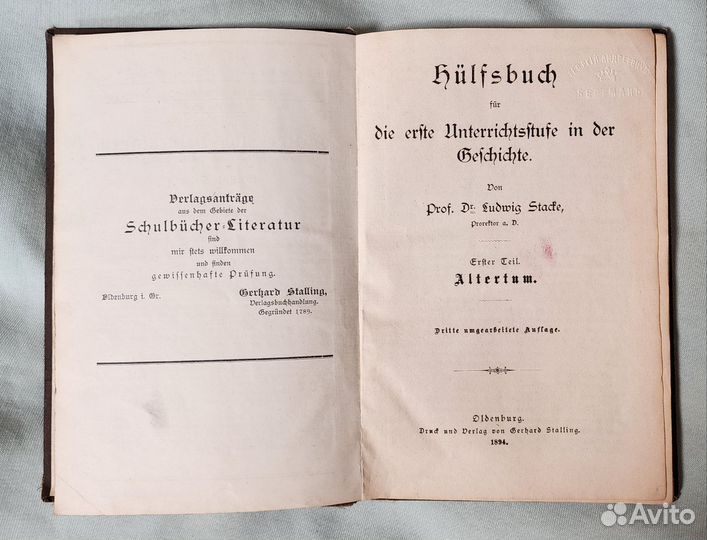 Verlagsanträge
aus dem Gebiete der
Schulbücher-Literatur
sind
mir stets willkommen
und finden
gewissenhafte Prüfung.
Oldenburg i. Gr.
Gerhard Stalling,
Verlagsbuchhandlung.
Gegründet 1789.
Hülfsbuch
für
die erste Unterrichtsstufe in der
Geschichte.
Von
Prof. Dr. Ludwig Stacke,
Prorektor a. D.
Erster Teil.
Altertum.
Dritte umgearbeitete Auflage.
Oldenburg.
Druck und Verlag von Gerhard Stalling.
1894.
Avito